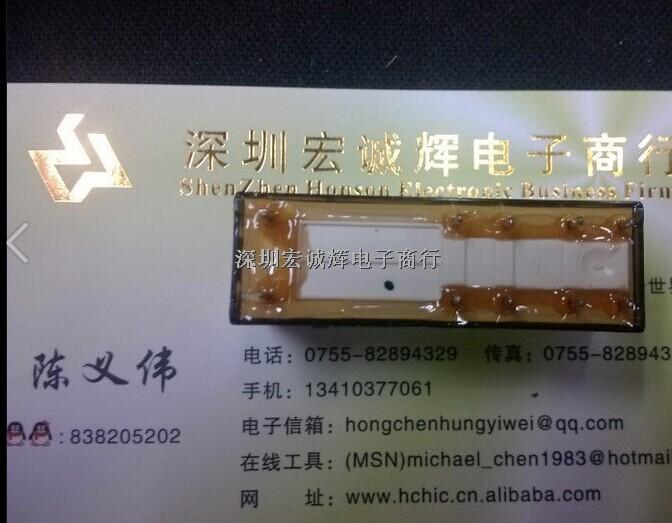 深圳宏诚辉电子商行
ShenZhen Honson Electronic Business Firm
深圳宏诚辉电子商行
世界
陈义伟
电话：0755-82894329 传真：0755-828943
手机：13410377061
:838205202
电子信箱：hongchenhungyiwei@qq.com
在线工具：(MSN)michael_chen1983@hotmai
网 址：www.hchic.cn.alibaba.com